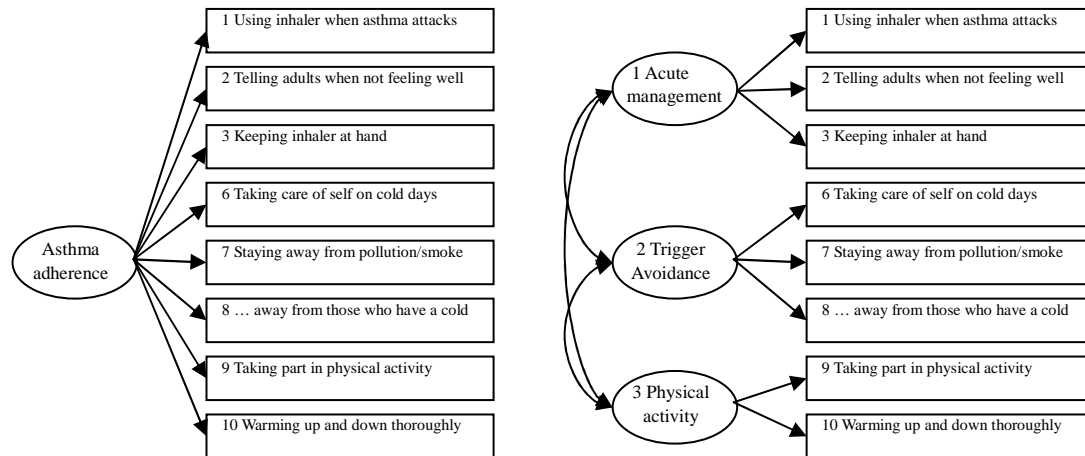 1 Using inhaler when asthma attacks
2 Telling adults when not feeling well
3 Keeping inhaler at hand
6 Taking care of self on cold days
Asthma
adherence
7 Staying away from pollution/smoke
8 … away from those who have a cold
9 Taking part in physical activity
10 Warming up and down thoroughly
1 Acute
management
1 Using inhaler when asthma attacks
2 Telling adults when not feeling well
3 Keeping inhaler at hand
2 Trigger
Avoidance
6 Taking care of self on cold days
7 Staying away from pollution/smoke
8 … away from those who have a cold
3 Physical
activity
9 Taking part in physical activity
10 Warming up and down thoroughly